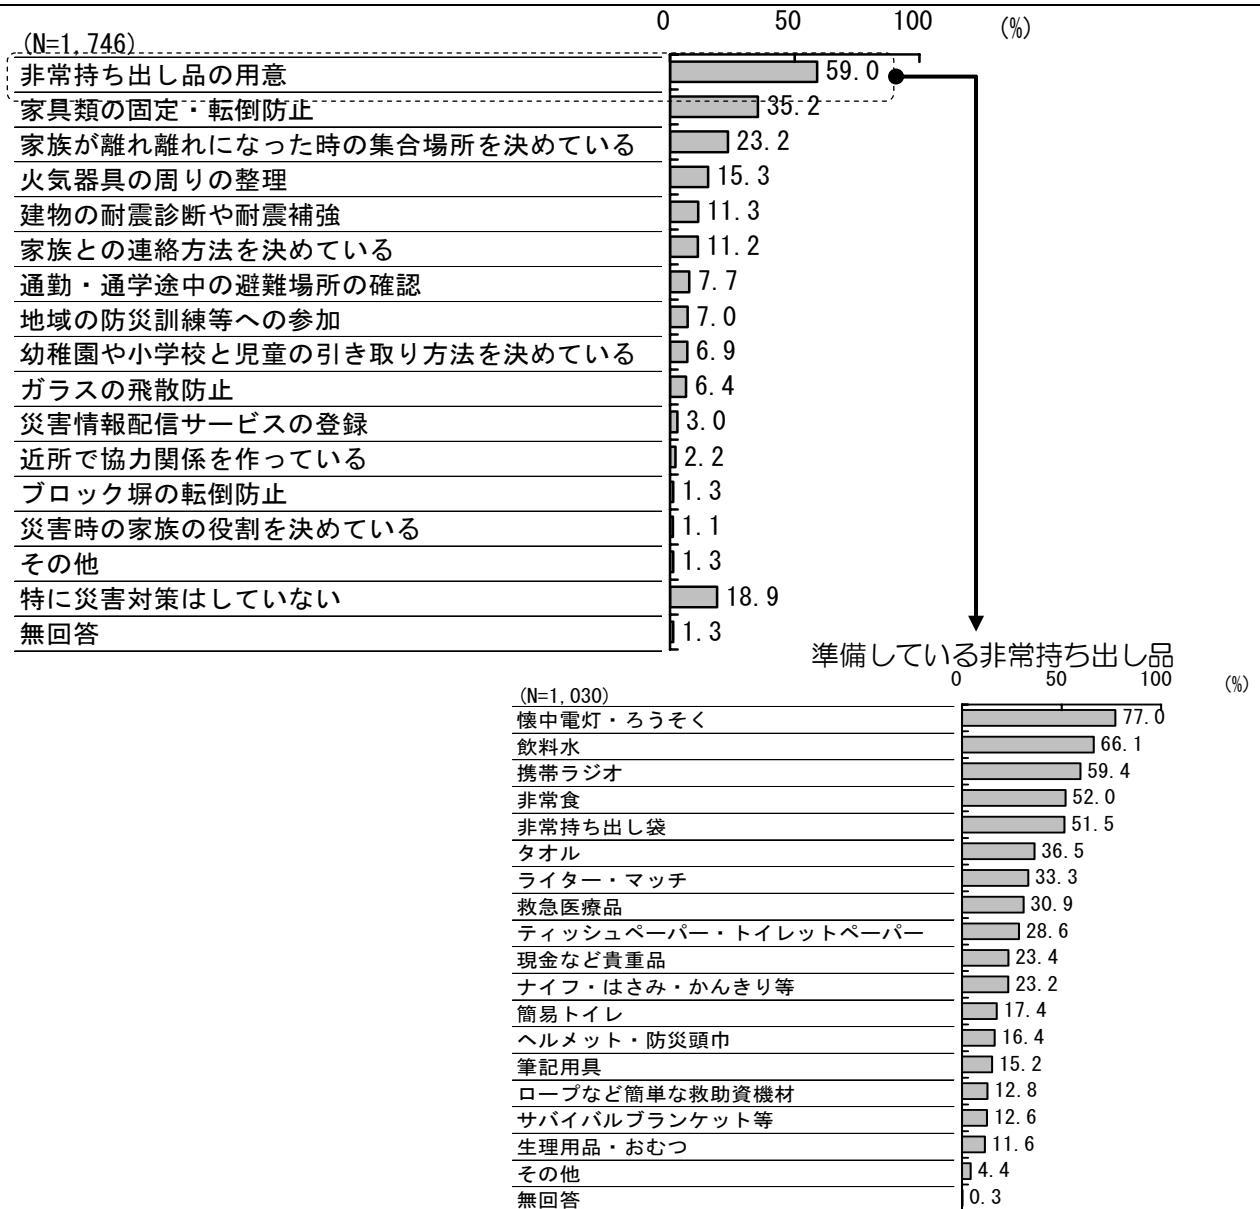 0 50 100 (%)
(N=1,746)
非常持ち出し品の用意 59.0
家具類の固定・転倒防止 35.2
家族が離れ離れになった時の集合場所を決めている 23.2
火気器具の周りの整理 15.3
建物の耐震診断や耐震補強 11.3
家族との連絡方法を決めている 11.2
通勤・通学途中の避難場所の確認 7.7
地域の防災訓練等への参加 7.0
幼稚園や小学校と児童の引き取り方法を決めている 6.9
ガラスの飛散防止 6.4
災害情報配信サービスの登録 3.0
近所で協力関係を作っている 2.2
ブロック塀の転倒防止 1.3
災害時の家族の役割を決めている 1.1
その他 1.3
特に災害対策はしていない 18.9
無回答 1.3
準備している非常持ち出し品
0 50 100 (%)
(N=1,030)
懐中電灯・ろうそく 77.0
飲料水 66.1
携帯ラジオ 59.4
非常食 52.0
非常持ち出し袋 51.5
タオル 36.5
ライター・マッチ 33.3
救急医療品 30.9
ティッシュペーパー・トイレットペーパー 28.6
現金など貴重品 23.4
ナイフ・はさみ・かんきり等 23.2
簡易トイレ 17.4
ヘルメット・防災頭巾 16.4
筆記用具 15.2
ロープなど簡単な救助資機材 12.8
サバイバルブランケット等 12.6
生理用品・おむつ 11.6
その他 4.4
無回答 0.3